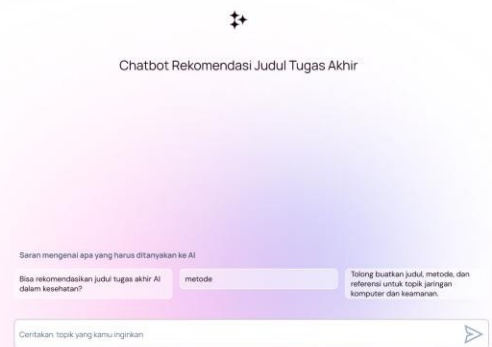 Chatbot Rekomendasi Judul Tugas Akhir
Saran mengenai apa yang harus ditanyakan ke AI
Bisa rekomendasikan judul tugas akhir AI
dalam kesehatan?
metode
Tolong buatkan judul, metode, dan
referensi untuk topik jaringan
komputer dan keamanan.
Ceritakan topik yang kamu inginkan